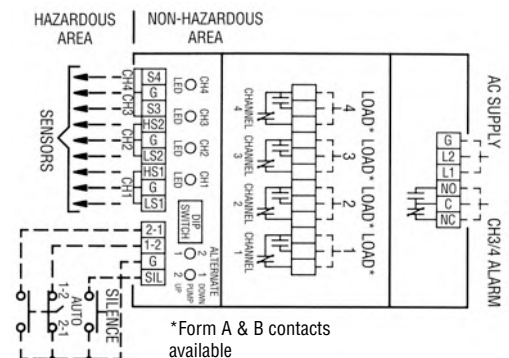 HAZARDOUS
AREA
NON-HAZARDOUS
AREA
SENSORS
CH4
CH3
CH2
CH1
S4
G
S3
HS2
G
LS2
HS1
G
LS1
LED
CH4
LED
CH3
LED
CH2
LED
CH1
DIP
SWITCH
2-1
1-2
G
SIL
ALTERNATE
2 1
DOWN
PUMP
2 1
UP
1-2
AUTO
2-1
SILENCE
CHANNEL
4
CHANNEL
3
CHANNEL
2
CHANNEL
1
4
LOAD*
3
LOAD*
2
LOAD*
1
LOAD*
AC SUPPLY
G
L2
L1
NO
C
NC
CH3/4 ALARM
*Form A & B contacts
available